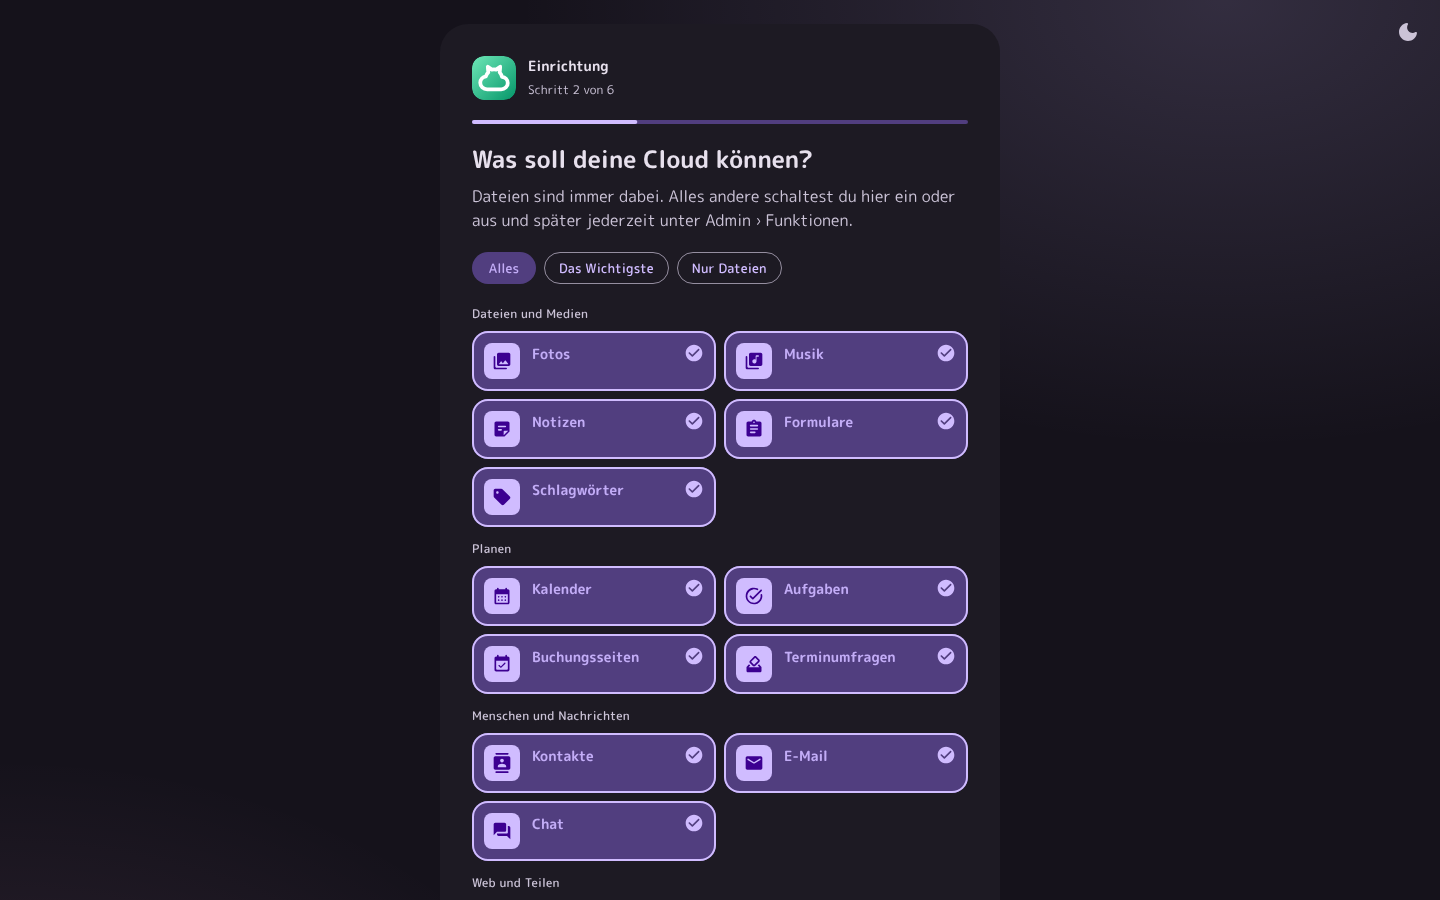 Einrichtung
Schritt 2 von 6
Was soll deine Cloud können?
Dateien sind immer dabei. Alles andere schaltest du hier ein oder
aus und später jederzeit unter Admin › Funktionen.
Alles
Das Wichtigste
Nur Dateien
Dateien und Medien
Fotos
Musik
Notizen
Formulare
Schlagwörter
Planen
Kalender
Aufgaben
Buchungsseiten
Terminumfragen
Menschen und Nachrichten
Kontakte
E-Mail
Chat
Web und Teilen